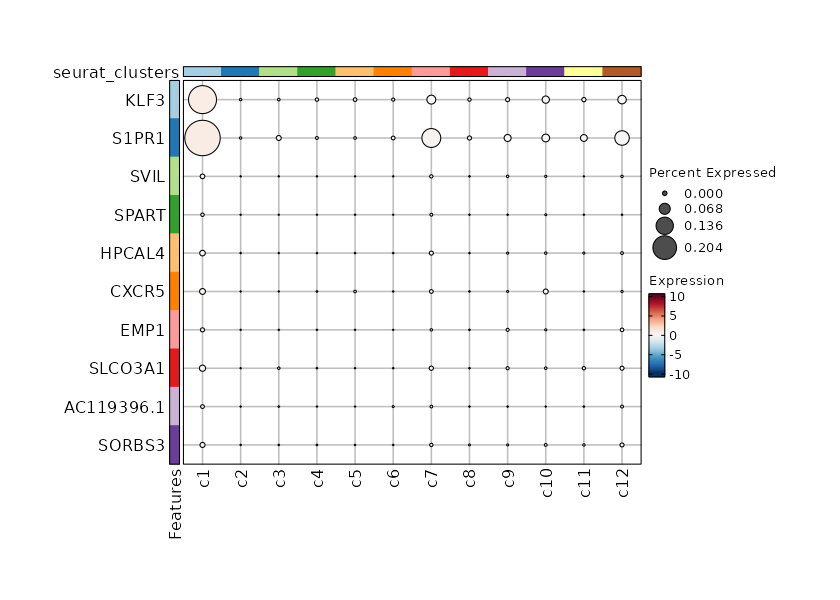 seurat_clusters
KLF3
S1PR1
SVIL
SPART
HPCAL4
CXCR5
EMP1
SLCO3A1
AC119396.1
SORBS3
Features
c1
c2
c3
c4
c5
c6
c7
c8
c9
c10
c11
c12
Percent Expressed
0.000
0.068
0.136
0.204
Expression
10
5
0
-5
-10